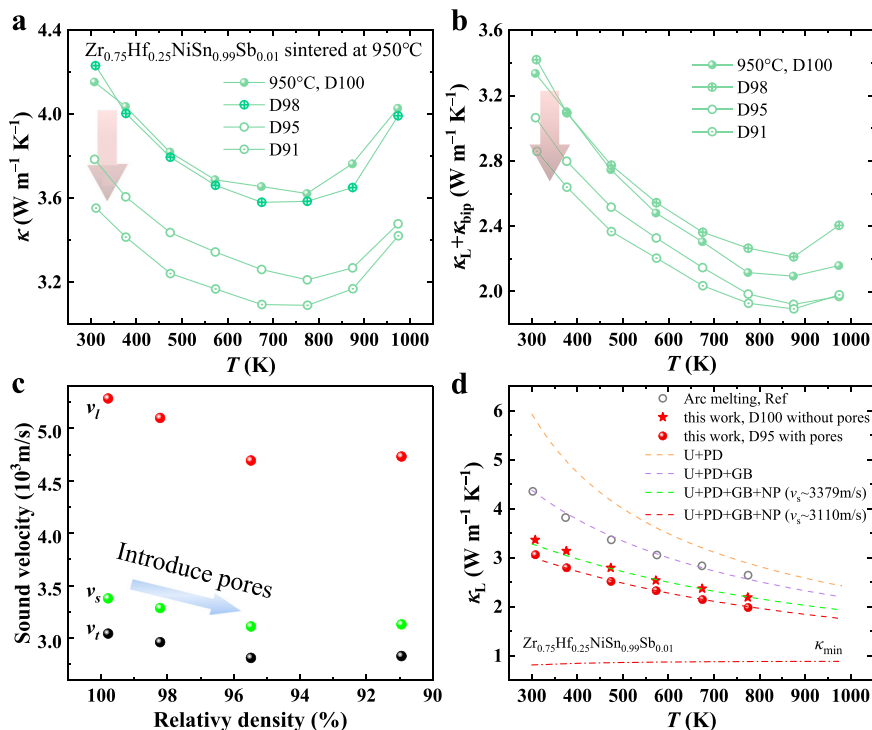 a
Zr0.75Hf0.25NiSn0.99Sb0.01 sintered at 950°C
950°C, D100
D98
D95
D91
4.4
4.0
3.6
3.2
κ (W m−1 K−1)
300 400 500 600 700 800 900 1000
T (K)
b
950°C, D100
D98
D95
D91
3.6
3.2
2.8
2.4
2.0
κL+κbip (W m−1 K−1)
300 400 500 600 700 800 900 1000
T (K)
c
vl
vs
vt
Introduce pores
5.0
4.5
3.5
3.0
Sound velocity (10³m/s)
100 98 96 94 92 90
Relativy density (%)
d
Arc melting, Ref
this work, D100 without pores
this work, D95 with pores
U+PD
U+PD+GB
U+PD+GB+NP (vs~3379m/s)
U+PD+GB+NP (vs~3110m/s)
Zr0.75Hf0.25NiSn0.99Sb0.01
κmin
6
5
4
3
2
1
κL (W m−1 K−1)
300 400 500 600 700 800 900 1000
T (K)